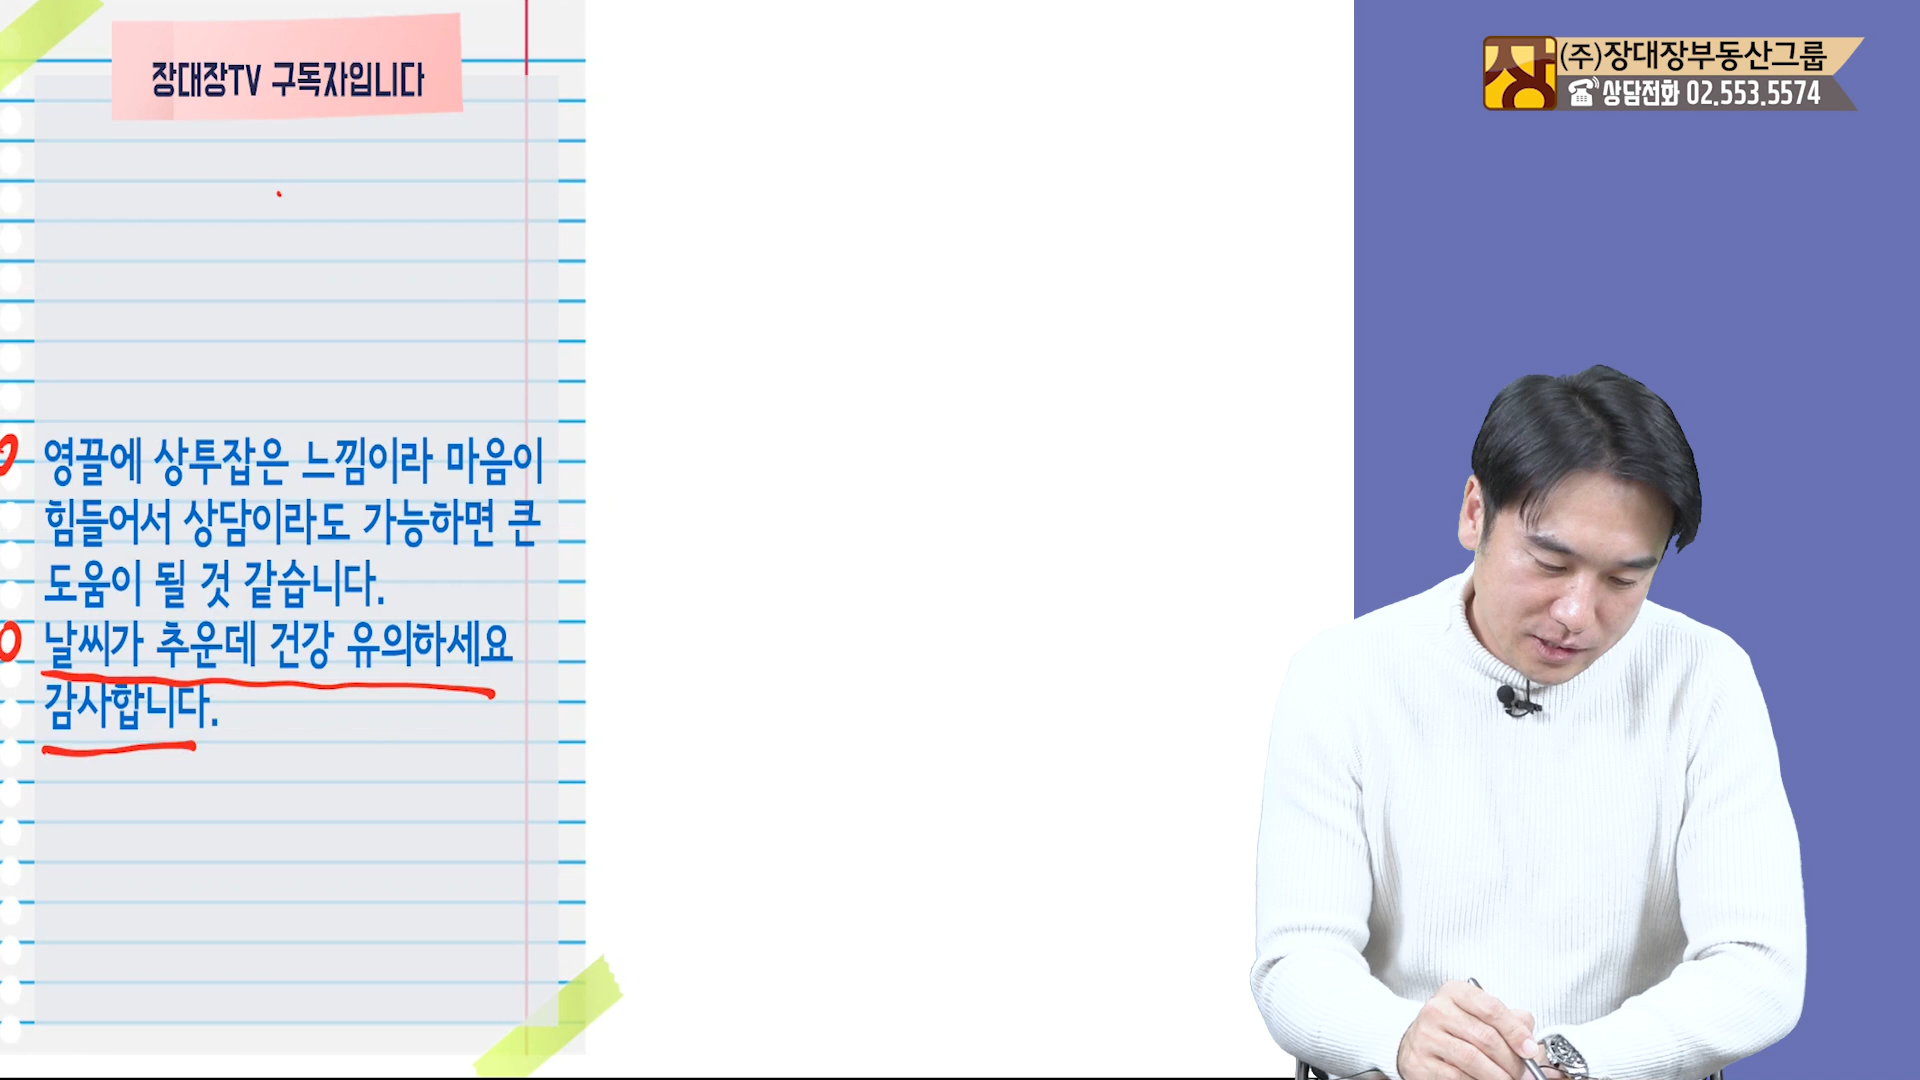 장대장TV 구독자입니다
영끌에 상투잡은 느낌이라 마음이
힘들어서 상담이라도 가능하면 큰
도움이 될 것 같습니다.
날씨가 추운데 건강 유의하세요
감사합니다.
장
(주)장대장부동산그룹
상담전화 02.553.5574